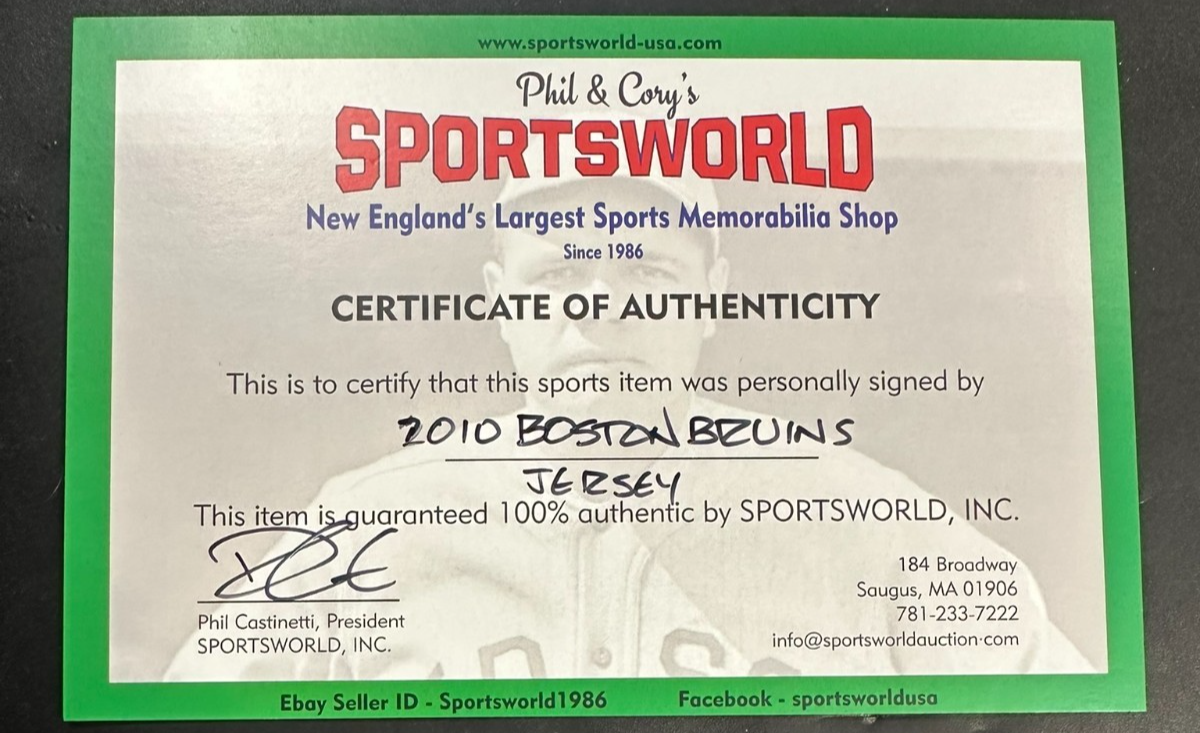 www.sportsworld-usa.com
Phil & Cory's
SPORTSWORLD
New England's Largest Sports Memorabilia Shop
Since 1986
CERTIFICATE OF AUTHENTICITY
This is to certify that this sports item was personally signed by
2010 BOSTON BRUINS
JERSEY
This item is guaranteed 100% authentic by SPORTSWORLD, INC.
Phil Castinetti, President
SPORTSWORLD, INC.
184 Broadway
Saugus, MA 01906
781-233-7222
info@sportsworldauction.com
Ebay Seller ID - Sportsworld1986
Facebook - sportsworldusa